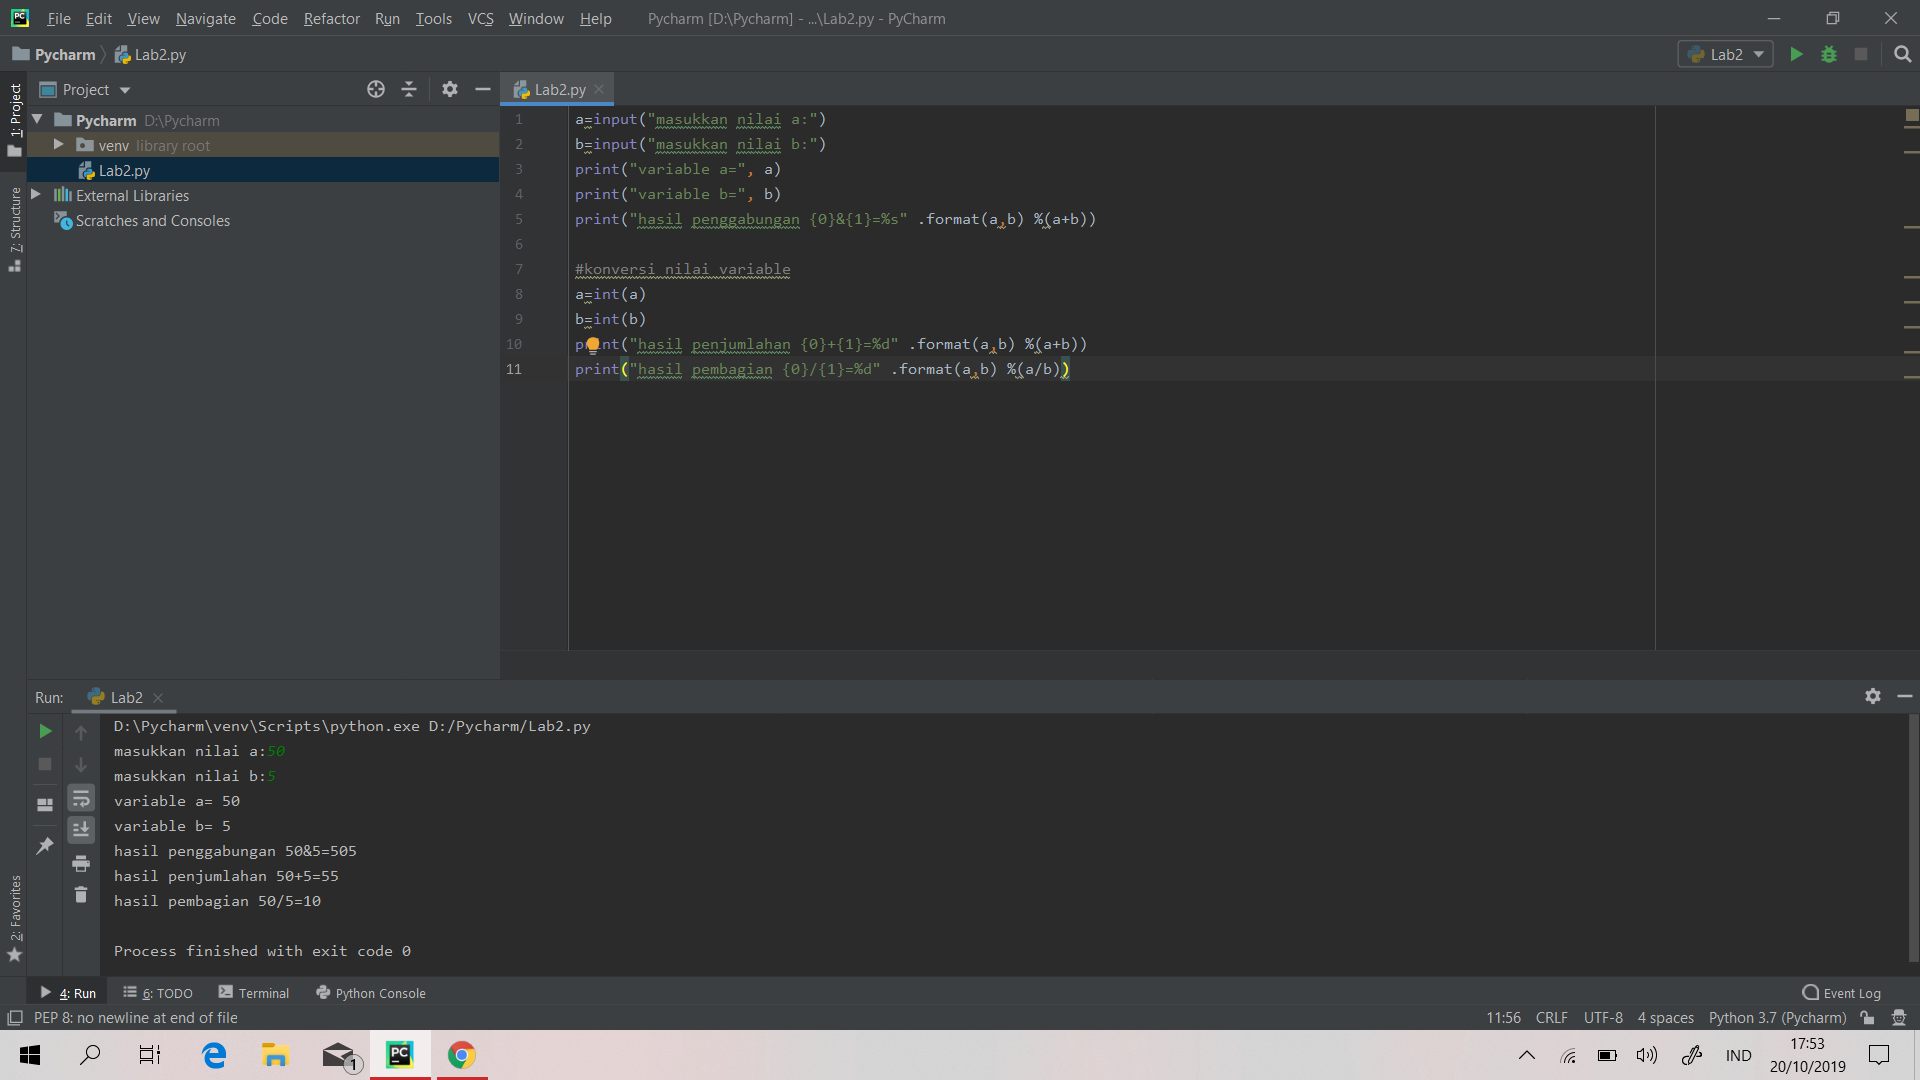 File Edit View Navigate Code Refactor Run Tools VCS Window Help Pycharm [D:\Pycharm] - ...\Lab2.py - PyCharm
Pycharm Lab2.py Lab2
1: Project Project Lab2.py
Pycharm D:\Pycharm
venv library root
Lab2.py
External Libraries
Scratches and Consoles
7: Structure
1 a=input("masukkan nilai a:")
2 b=input("masukkan nilai b:")
3 print("variable a=", a)
4 print("variable b=", b)
5 print("hasil penggabungan {0}&{1}=%s" .format(a,b) %(a+b))
6
7 #konversi nilai variable
8 a=int(a)
9 b=int(b)
10 print("hasil penjumlahan {0}+{1}=%d" .format(a,b) %(a+b))
11 print("hasil pembagian {0}/{1}=%d" .format(a,b) %(a/b))
Run: Lab2
D:\Pycharm\venv\Scripts\python.exe D:/Pycharm/Lab2.py
masukkan nilai a:50
masukkan nilai b:5
variable a= 50
variable b= 5
hasil penggabungan 50&5=505
hasil penjumlahan 50+5=55
hasil pembagian 50/5=10
Process finished with exit code 0
2: Favorites
4: Run 6: TODO Terminal Python Console Event Log
PEP 8: no newline at end of file 11:56 CRLF UTF-8 4 spaces Python 3.7 (Pycharm)
1 PC IND 17:53
20/10/2019